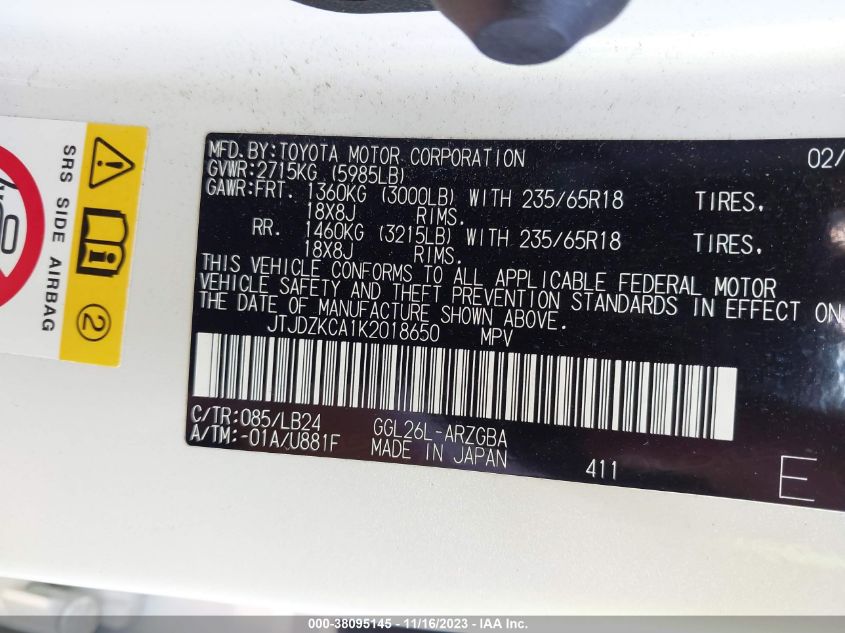 MFD. BY: TOYOTA MOTOR CORPORATION 02/
GVWR: 2715KG (5985LB)
GAWR: FRT. 1360KG (3000LB) WITH 235/65R18 TIRES,
18X8J RIMS.
RR. 1460KG (3215LB) WITH 235/65R18 TIRES,
18X8J RIMS.
THIS VEHICLE CONFORMS TO ALL APPLICABLE FEDERAL MOTOR
VEHICLE SAFETY AND THEFT PREVENTION STANDARDS IN EFFECT ON
THE DATE OF MANUFACTURE SHOWN ABOVE.
JTJDZKCA1K2018650 MPV
C/TR: 085/LB24 GGL26L-ARZGBA
A/TM: -01A/U881F MADE IN JAPAN
411 E
SRS SIDE AIRBAG
2
000-38095145 - 11/16/2023 - IAA Inc.